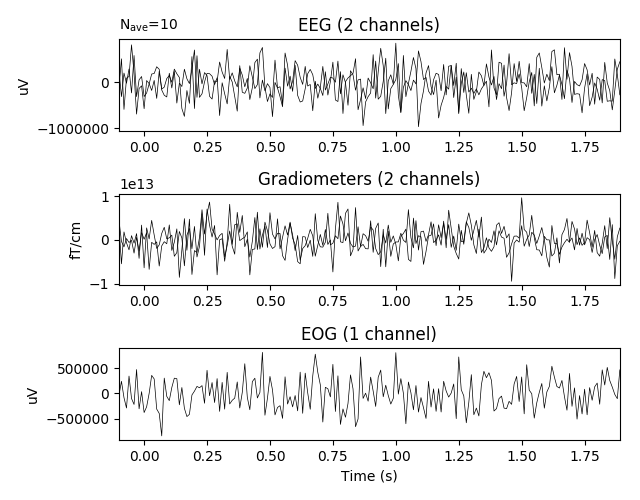 N_ave=10
EEG (2 channels)
uV
0
−1000000
0.00 0.25 0.50 0.75 1.00 1.25 1.50 1.75
1e13
Gradiometers (2 channels)
fT/cm
1
0
−1
0.00 0.25 0.50 0.75 1.00 1.25 1.50 1.75
EOG (1 channel)
uV
500000
0
−500000
0.00 0.25 0.50 0.75 1.00 1.25 1.50 1.75
Time (s)